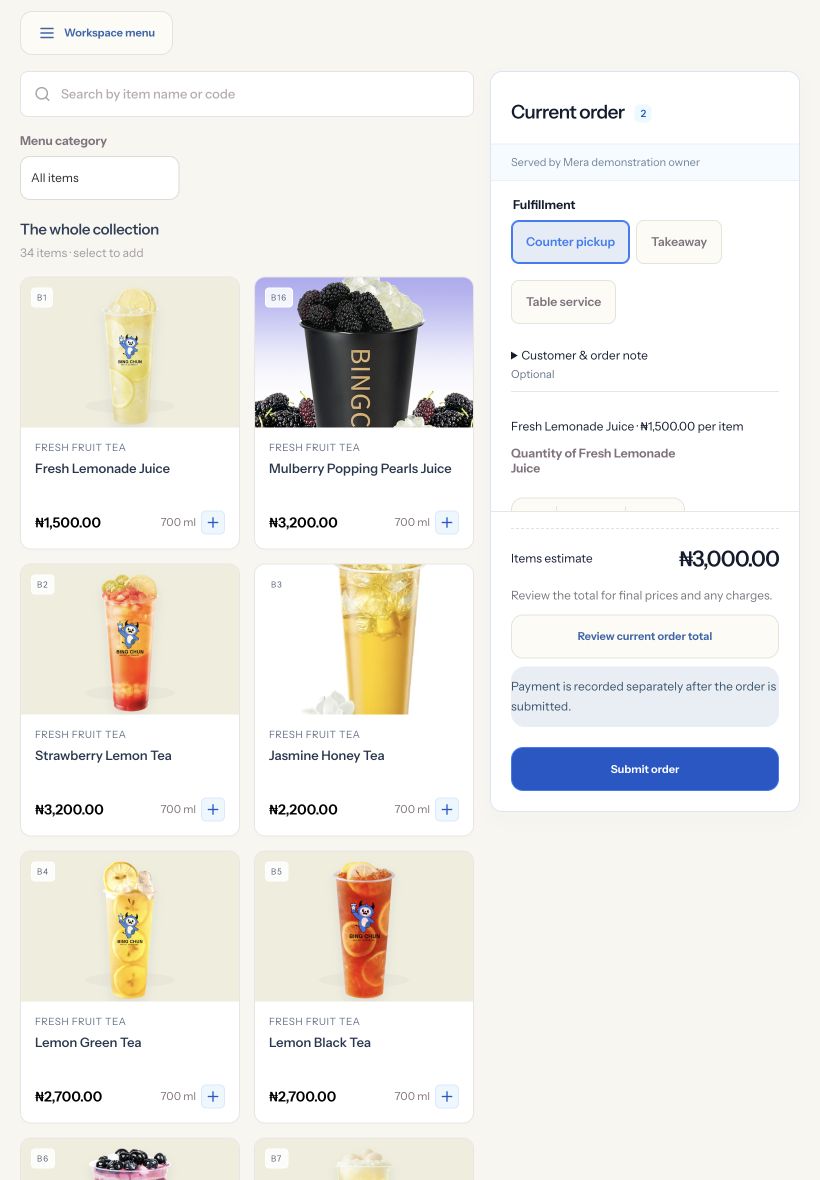 Workspace menu
Search by item name or code
Menu category
All items
The whole collection
34 items · select to add
B1
BING CHUN
FRESH FRUIT TEA
Fresh Lemonade Juice
₦1,500.00
700 ml
B16
BINGC
FRESH FRUIT TEA
Mulberry Popping Pearls Juice
₦3,200.00
700 ml
B2
BING CHUN
FRESH FRUIT TEA
Strawberry Lemon Tea
₦3,200.00
700 ml
B3
FRESH FRUIT TEA
Jasmine Honey Tea
₦2,200.00
700 ml
B4
BING CHUN
FRESH FRUIT TEA
Lemon Green Tea
₦2,700.00
700 ml
B5
BING CHUN
FRESH FRUIT TEA
Lemon Black Tea
₦2,700.00
700 ml
B6
B7
Current order 2
Served by Mera demonstration owner
Fulfillment
Counter pickup
Takeaway
Table service
Customer & order note
Optional
Fresh Lemonade Juice · ₦1,500.00 per item
Quantity of Fresh Lemonade
Juice
Items estimate
₦3,000.00
Review the total for final prices and any charges.
Review current order total
Payment is recorded separately after the order is
submitted.
Submit order